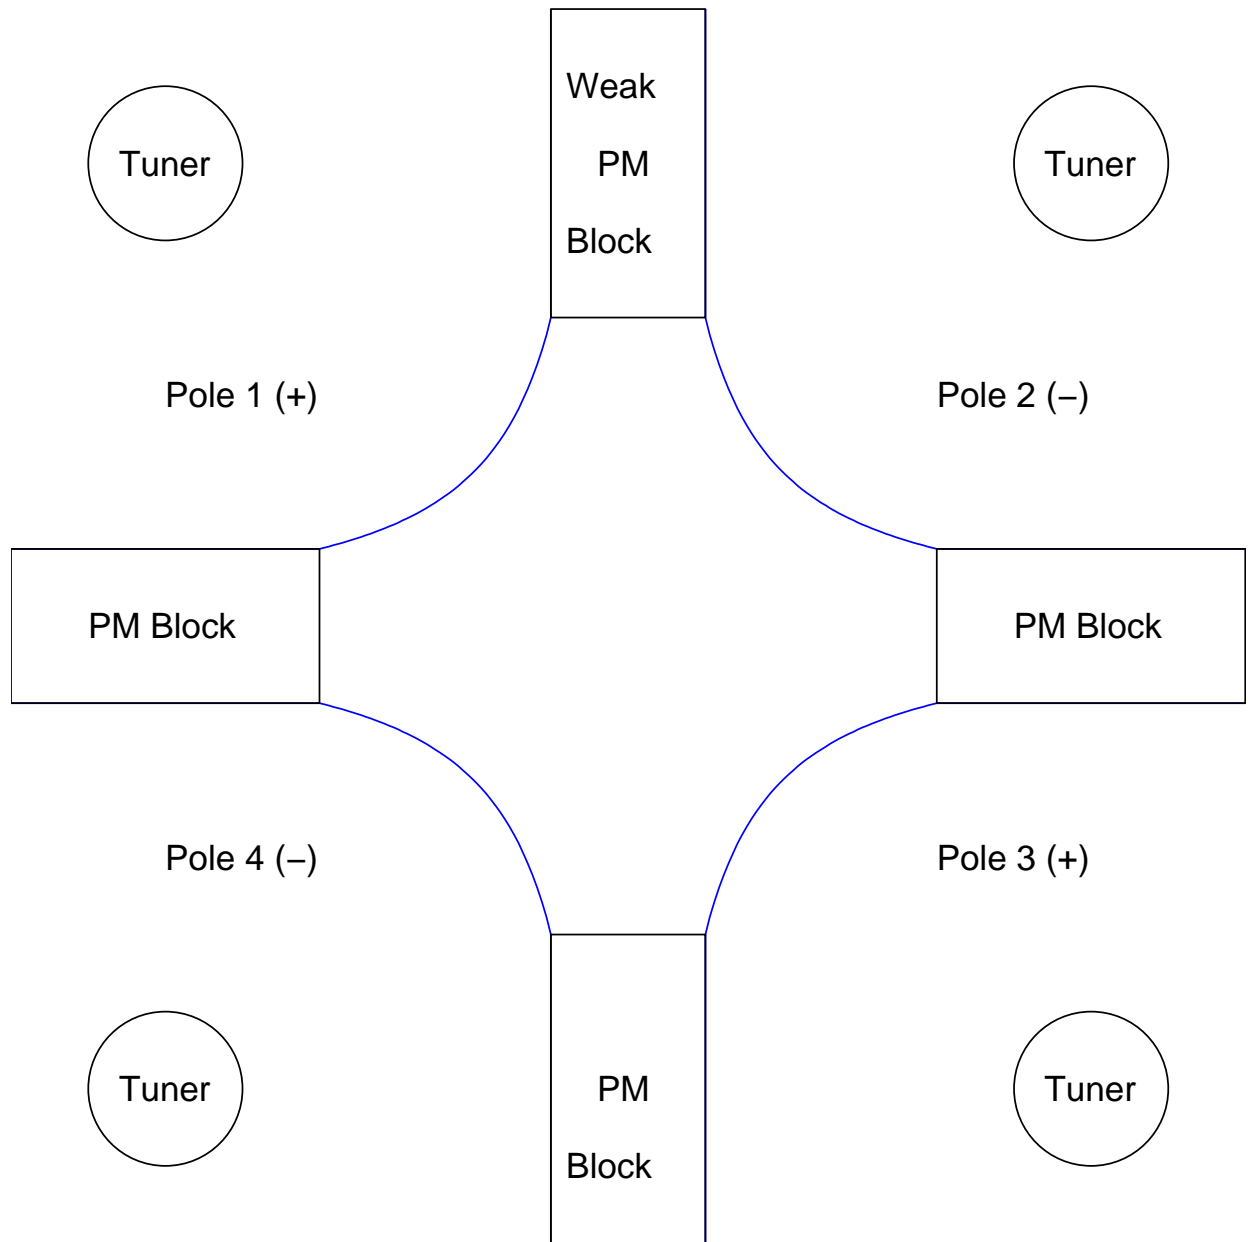 Weak
PM
Block
Tuner
Tuner
Pole 1 (+)
Pole 2 (–)
PM Block
PM Block
Pole 4 (–)
Pole 3 (+)
Tuner
PM
Block
Tuner